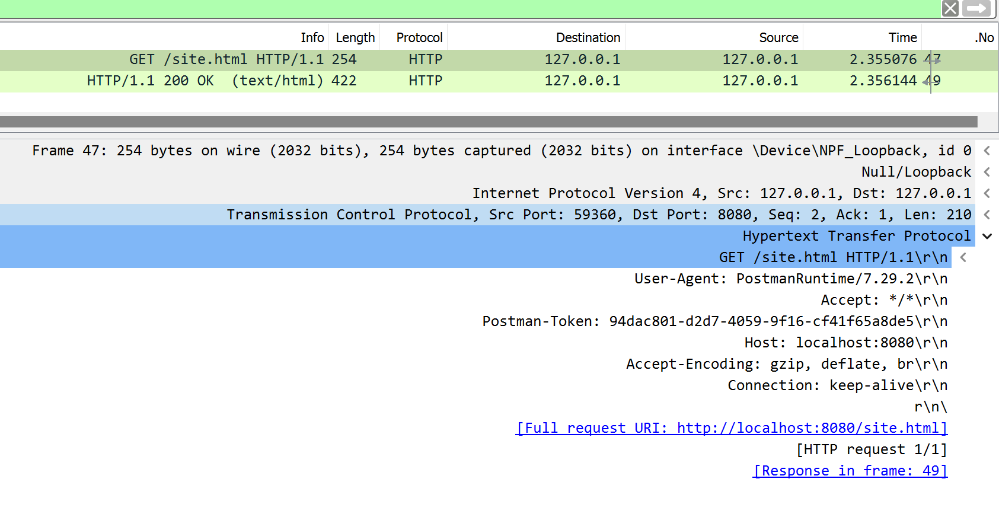 Info Length Protocol Destination Source Time .No
GET /site.html HTTP/1.1 254 HTTP 127.0.0.1 127.0.0.1 2.355076 47
HTTP/1.1 200 OK (text/html) 422 HTTP 127.0.0.1 127.0.0.1 2.356144 49
Frame 47: 254 bytes on wire (2032 bits), 254 bytes captured (2032 bits) on interface \Device\NPF_Loopback, id 0
Null/Loopback
Internet Protocol Version 4, Src: 127.0.0.1, Dst: 127.0.0.1
Transmission Control Protocol, Src Port: 59360, Dst Port: 8080, Seq: 2, Ack: 1, Len: 210
Hypertext Transfer Protocol
GET /site.html HTTP/1.1\r\n
User-Agent: PostmanRuntime/7.29.2\r\n
Accept: */*\r\n
Postman-Token: 94dac801-d2d7-4059-9f16-cf41f65a8de5\r\n
Host: localhost:8080\r\n
Accept-Encoding: gzip, deflate, br\r\n
Connection: keep-alive\r\n
r\n\
[Full request URI: http://localhost:8080/site.html]
[HTTP request 1/1]
[Response in frame: 49]